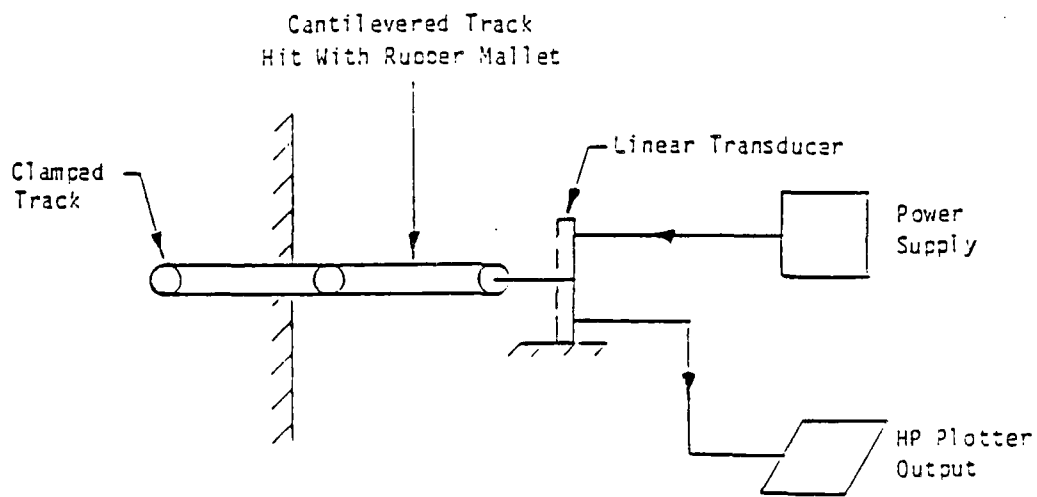 Cantilevered Track
Hit With Rubber Mallet
Linear Transducer
Clamped
Track
Power
Supply
HP Plotter
Output